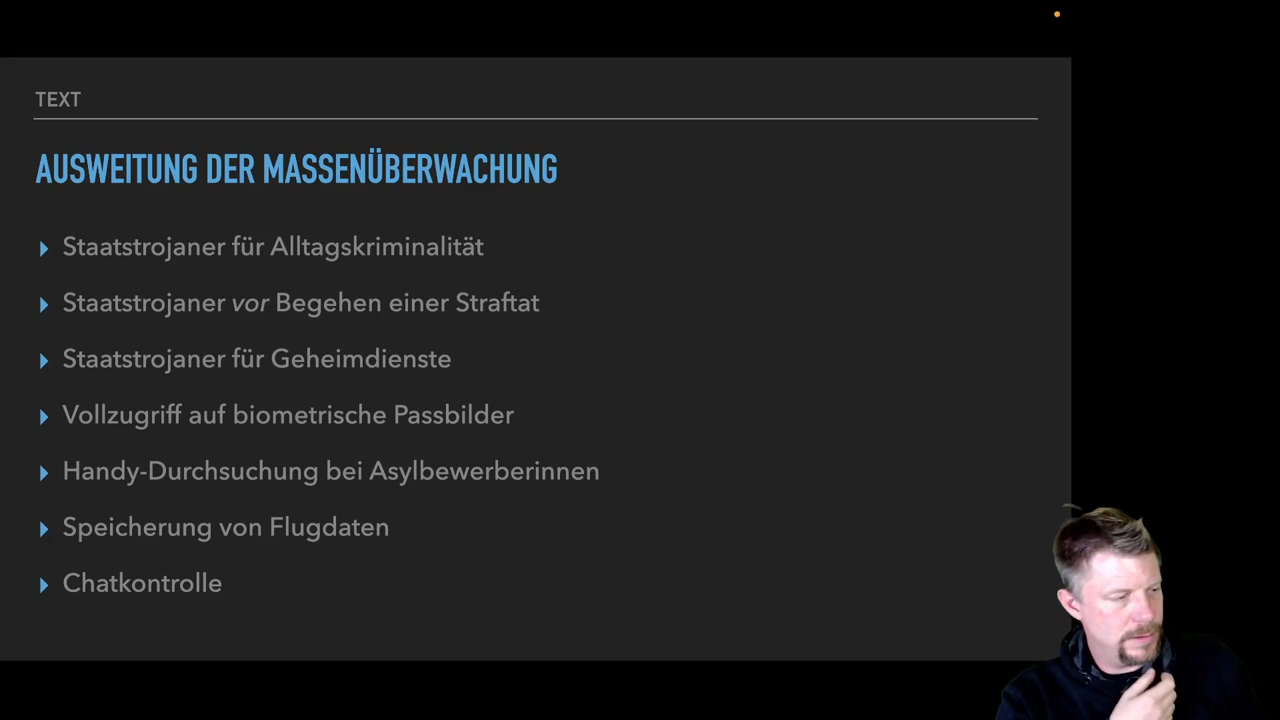 TEXT
AUSWEITUNG DER MASSENÜBERWACHUNG
Staatstrojaner für Alltagskriminalität
Staatstrojaner vor Begehen einer Straftat
Staatstrojaner für Geheimdienste
Vollzugriff auf biometrische Passbilder
Handy-Durchsuchung bei Asylbewerberinnen
Speicherung von Flugdaten
Chatkontrolle